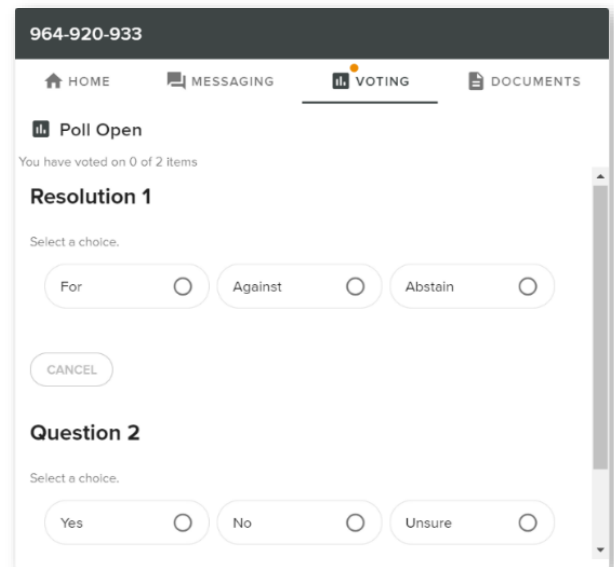 964-920-933
HOME MESSAGING VOTING DOCUMENTS
Poll Open
You have voted on 0 of 2 items
Resolution 1
Select a choice.
For Against Abstain
CANCEL
Question 2
Select a choice.
Yes No Unsure